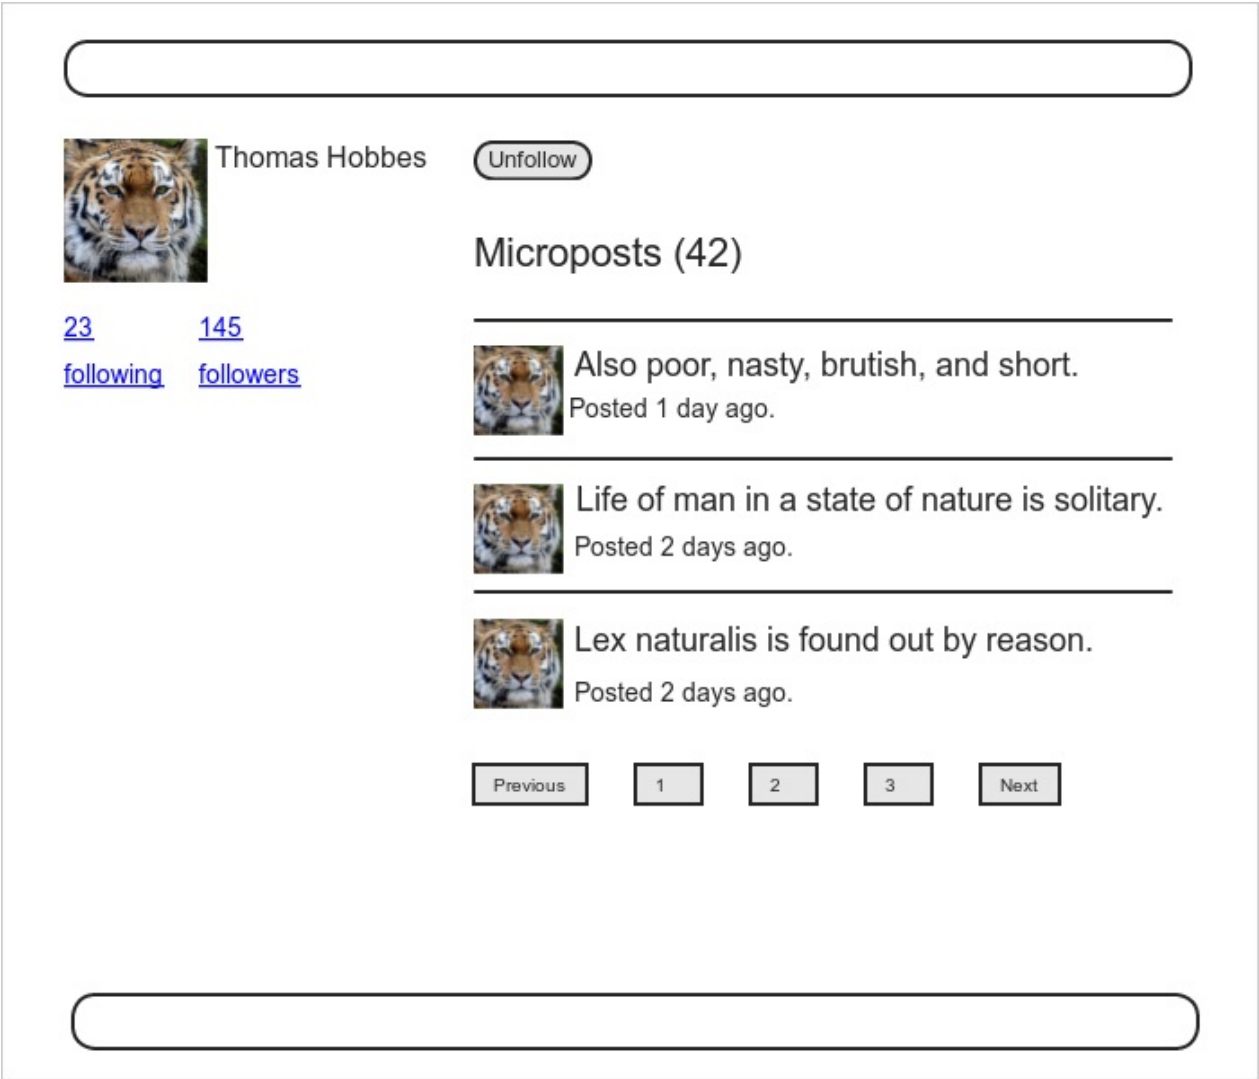 Thomas Hobbes
Unfollow
23
following
145
followers
Microposts (42)
Also poor, nasty, brutish, and short.
Posted 1 day ago.
Life of man in a state of nature is solitary.
Posted 2 days ago.
Lex naturalis is found out by reason.
Posted 2 days ago.
Previous 1 2 3 Next